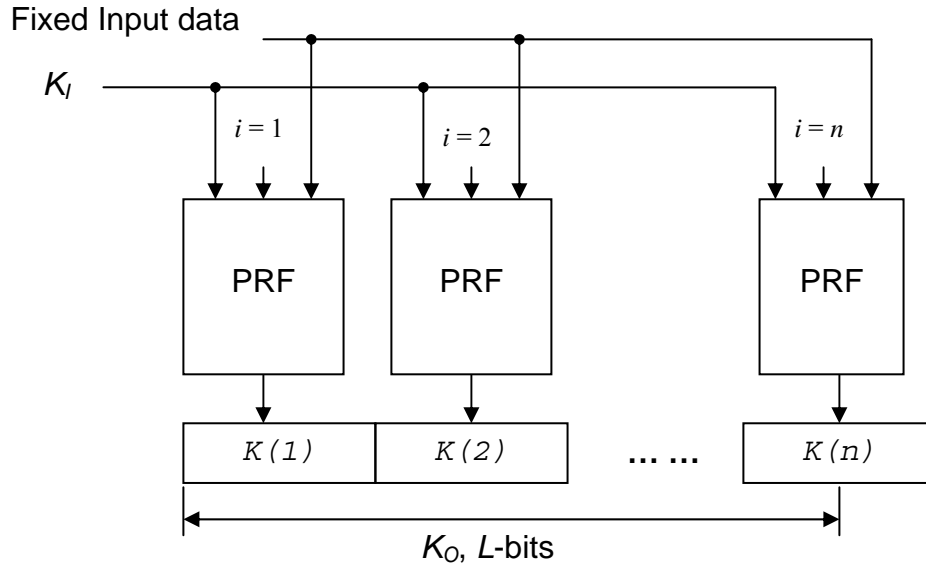 Fixed Input data
K_I
i = 1
i = 2
i = n
PRF
PRF
PRF
K(1)
K(2)
... ...
K(n)
K_O, L-bits